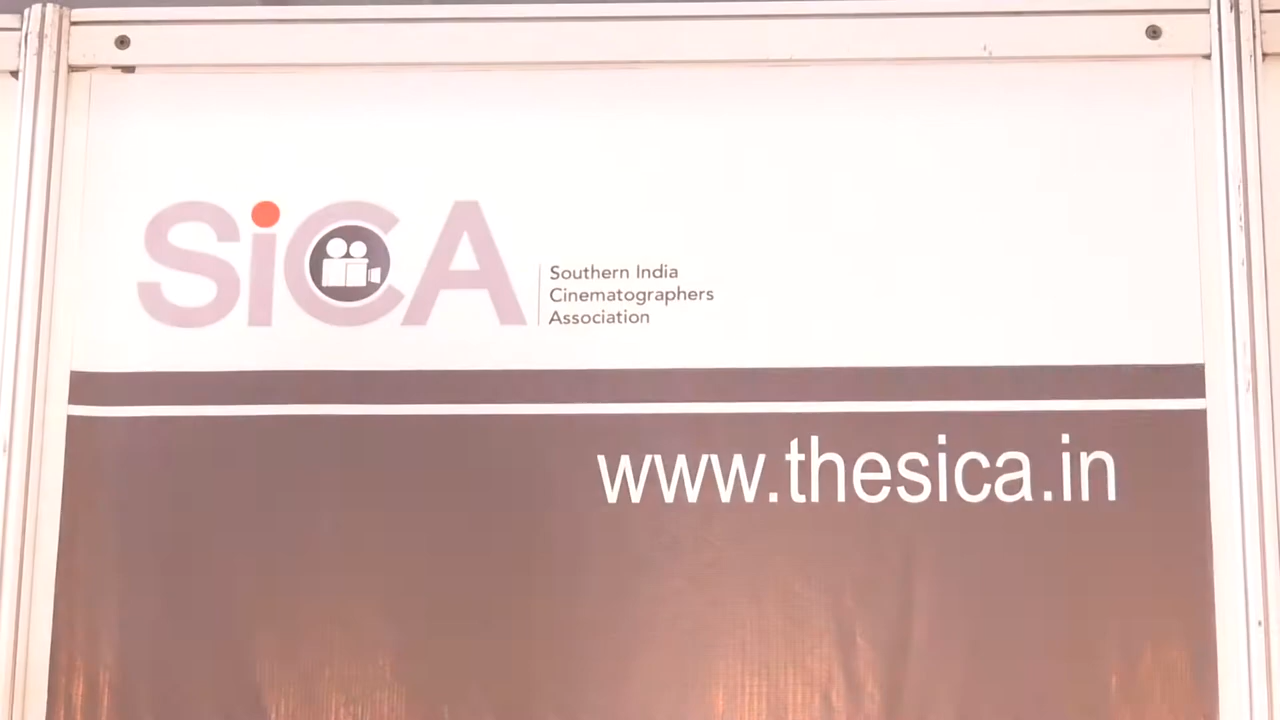 SiCA
Southern India
Cinematographers
Association
www.thesica.in